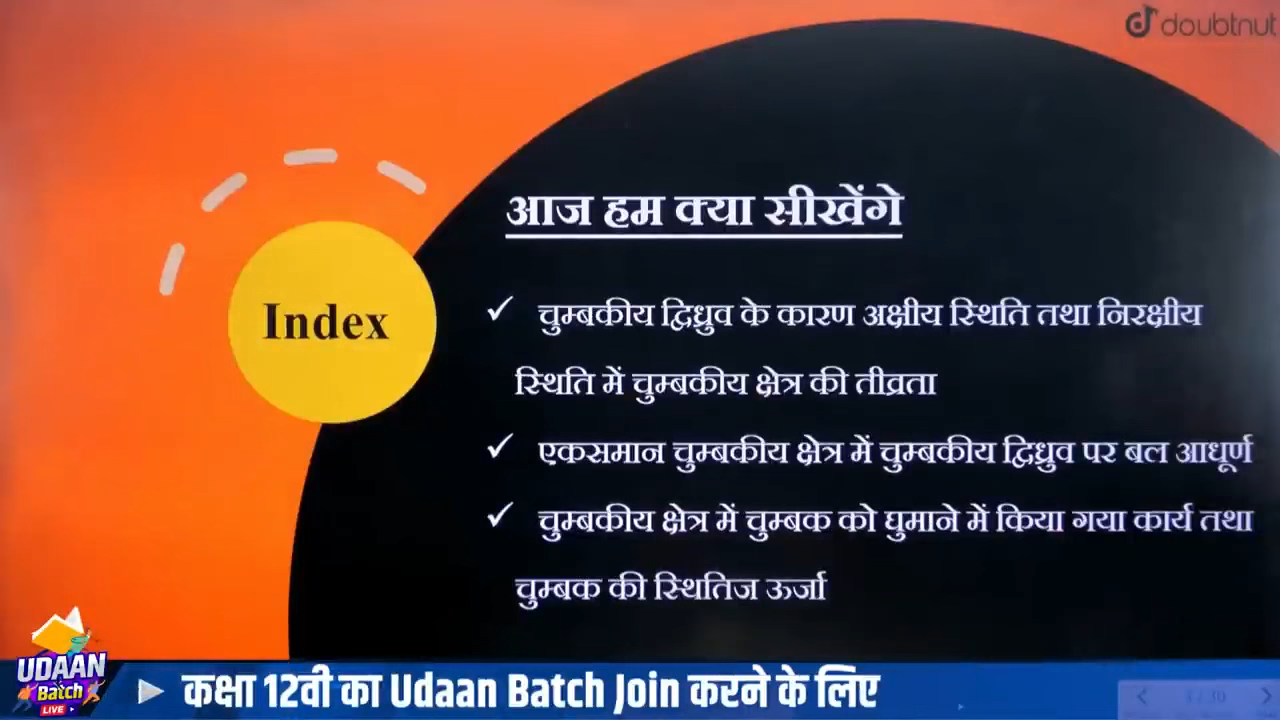 doubtnut
आज हम क्या सीखेंगे
Index
✓ चुम्बकीय द्विध्रुव के कारण अक्षीय स्थिति तथा निरक्षीय
स्थिति में चुम्बकीय क्षेत्र की तीव्रता
✓ एकसमान चुम्बकीय क्षेत्र में चुम्बकीय द्विध्रुव पर बल आधूर्ण
✓ चुम्बकीय क्षेत्र में चुम्बक को घुमाने में किया गया कार्य तथा
चुम्बक की स्थितिज ऊर्जा
UDAAN
Batch
LIVE
कक्षा 12वी का Udaan Batch Join करने के लिए